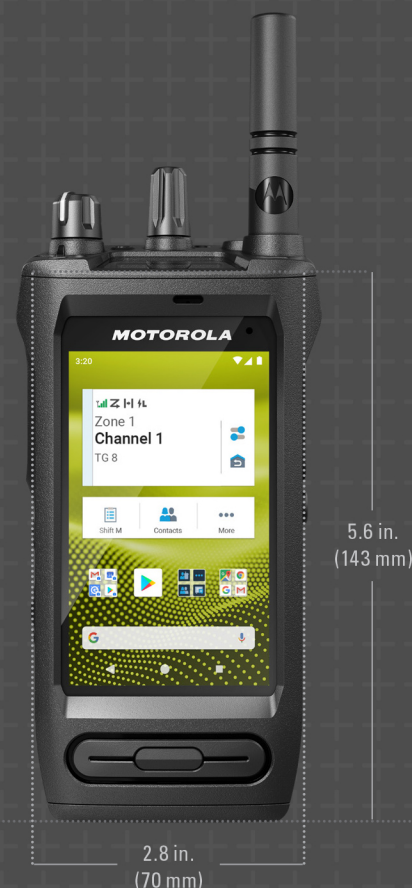 MOTOROLA
3:20
Zone 1
Channel 1
TG 8
Shift M
Contacts
More
G
5.6 in.
(143 mm)
2.8 in.
(70 mm)